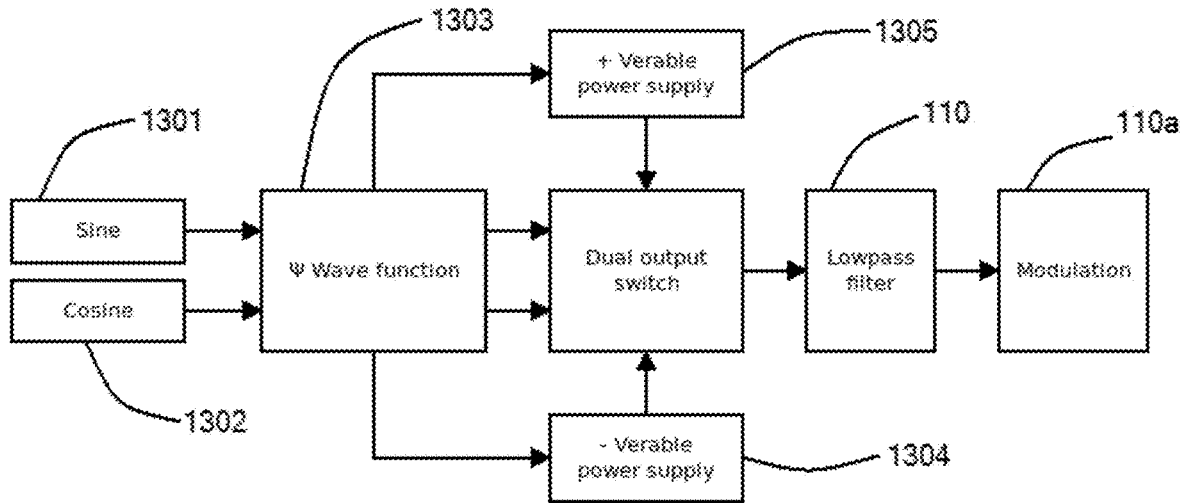 1303
1305
+ Verable
power supply
1301
110
110a
Sine
Ψ Wave function
Dual output
switch
Lowpass
filter
Modulation
Cosine
1302
- Verable
power supply
1304